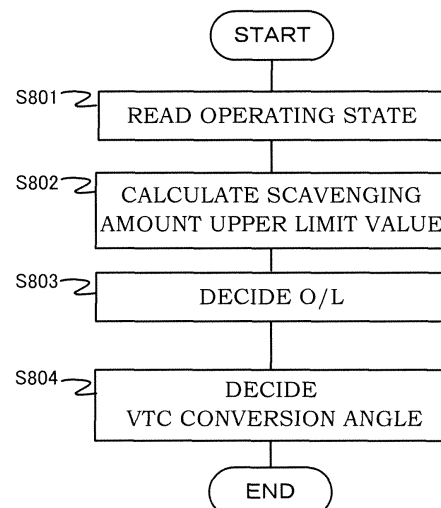 START
S801
READ OPERATING STATE
S802
CALCULATE SCAVENGING
AMOUNT UPPER LIMIT VALUE
S803
DECIDE O/L
S804
DECIDE
VTC CONVERSION ANGLE
END